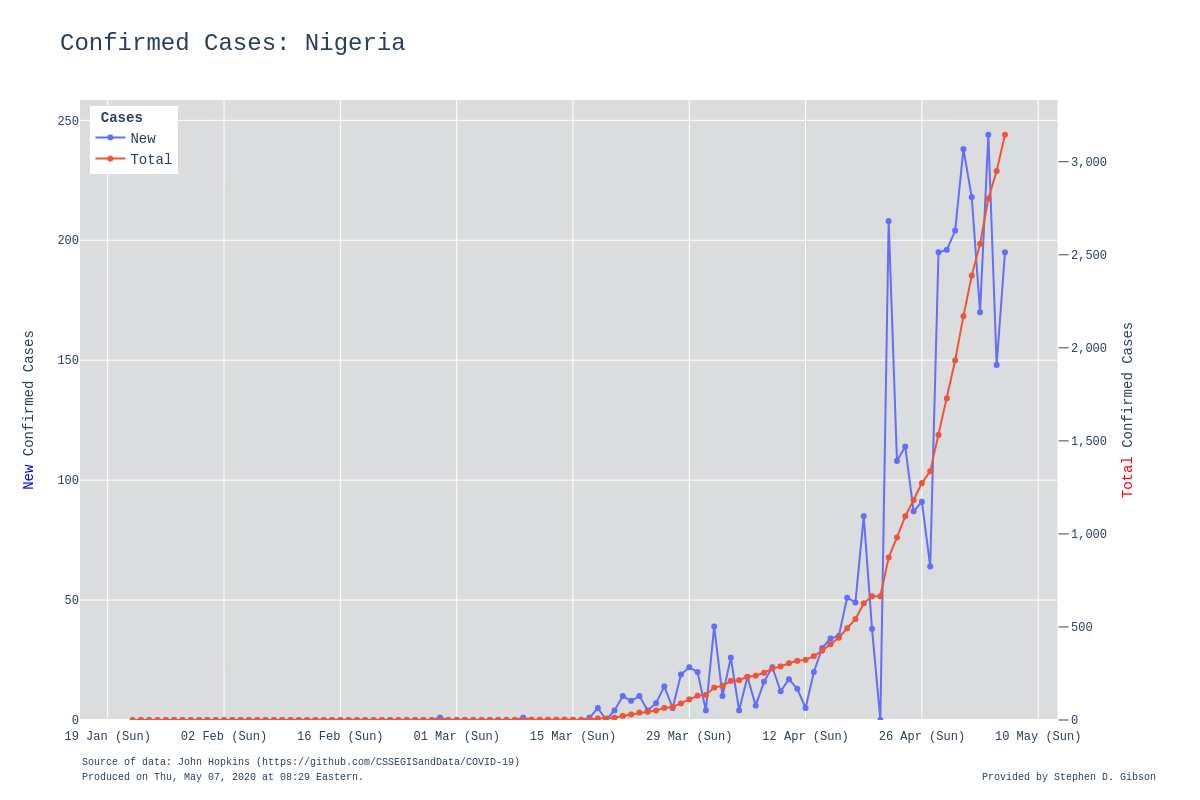 Confirmed Cases: Nigeria
Cases
New
Total
250
200
150
100
50
0
3,000
2,500
2,000
1,500
1,000
500
0
New Confirmed Cases
Total Confirmed Cases
19 Jan (Sun) 02 Feb (Sun) 16 Feb (Sun) 01 Mar (Sun) 15 Mar (Sun) 29 Mar (Sun) 12 Apr (Sun) 26 Apr (Sun) 10 May (Sun)
Source of data: John Hopkins (https://github.com/CSSEGISandData/COVID-19)
Produced on Thu, May 07, 2020 at 08:29 Eastern.
Provided by Stephen D. Gibson